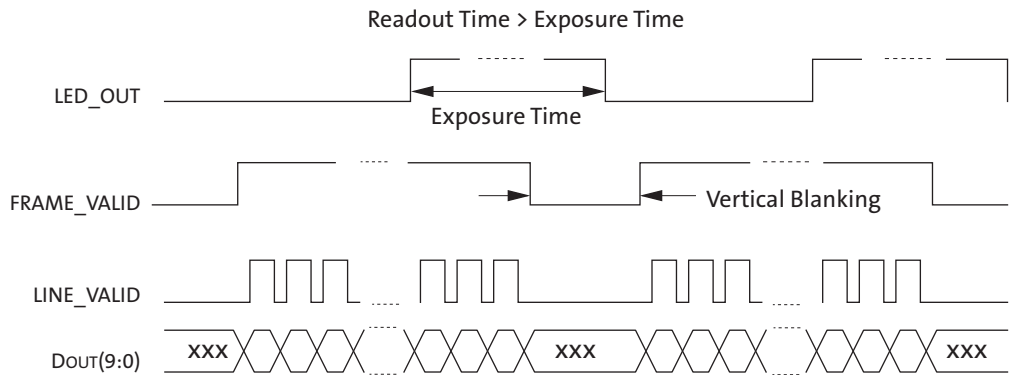 Readout Time > Exposure Time
LED_OUT
Exposure Time
FRAME_VALID
Vertical Blanking
LINE_VALID
DOUT(9:0)
XXX
XXX
XXX